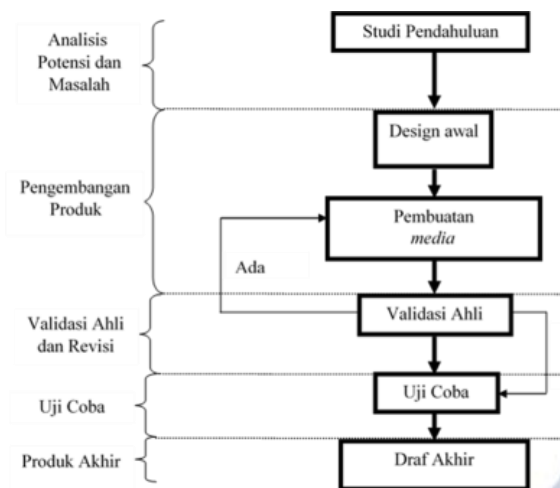 Analisis
Potensi dan
Masalah
Studi Pendahuluan
Design awal
Pengembangan
Produk
Pembuatan
media
Ada
Validasi Ahli
dan Revisi
Validasi Ahli
Uji Coba
Uji Coba
Produk Akhir
Draf Akhir